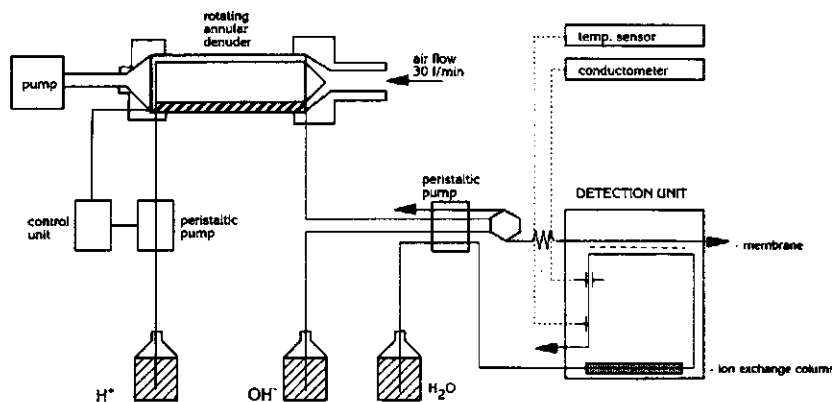 rotating
annular
denuder
pump
air flow
30 l/min
temp. sensor
conductometer
control
unit
peristaltic
pump
peristaltic
pump
DETECTION UNIT
membrane
ion exchange column
H⁺
OH⁻
H₂O